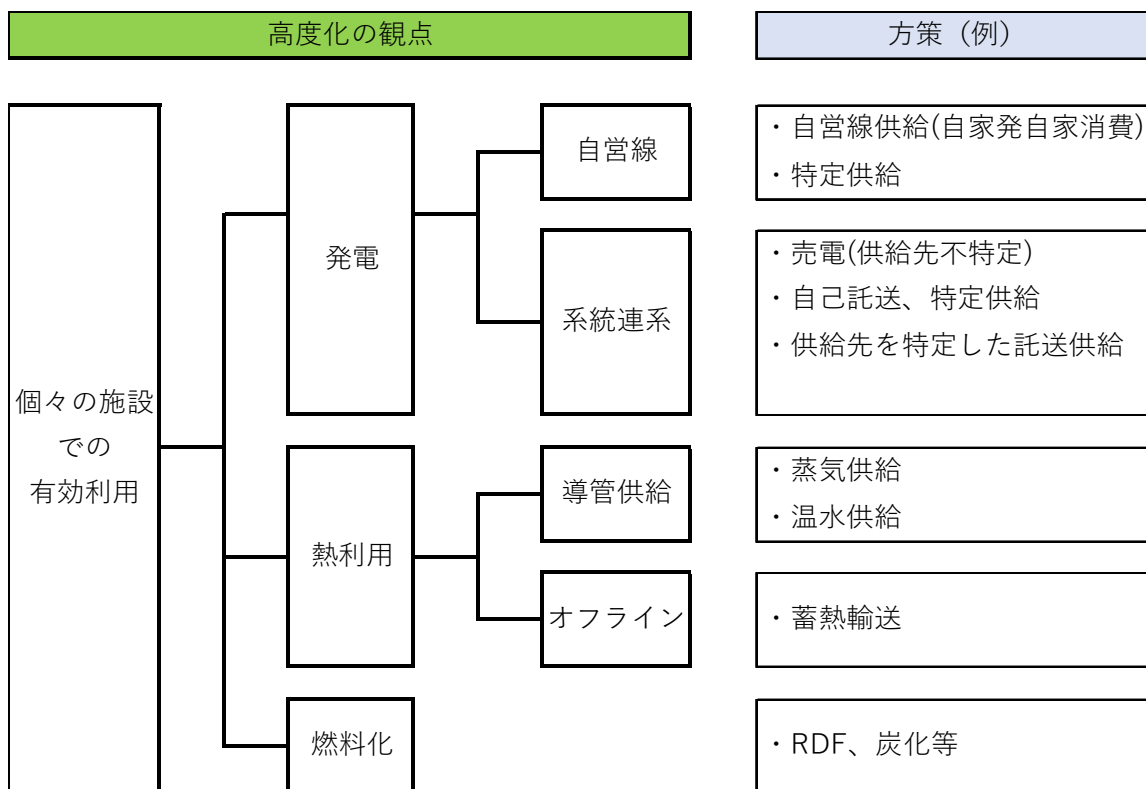 高度化の観点
方策（例）
個々の施設
での
有効利用
発電
自営線
・自営線供給(自家発自家消費)
・特定供給
系統連系
・売電(供給先不特定)
・自己託送、特定供給
・供給先を特定した託送供給
熱利用
導管供給
・蒸気供給
・温水供給
オフライン
・蓄熱輸送
燃料化
・RDF、炭化等